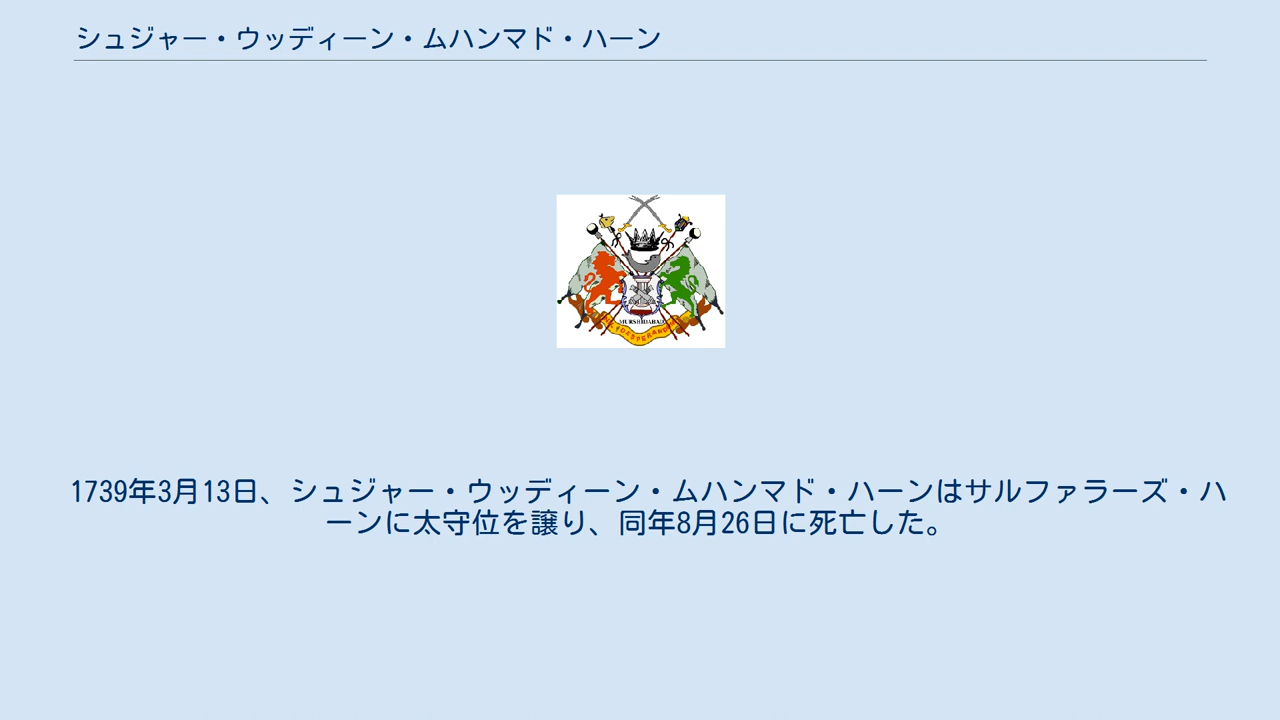 シュジャー・ウッディーン・ムハンマド・ハーン
MURSHIDABAD
1739年3月13日、シュジャー・ウッディーン・ムハンマド・ハーンはサルファラーズ・ハ
ーンに太守位を譲り、同年8月26日に死亡した。